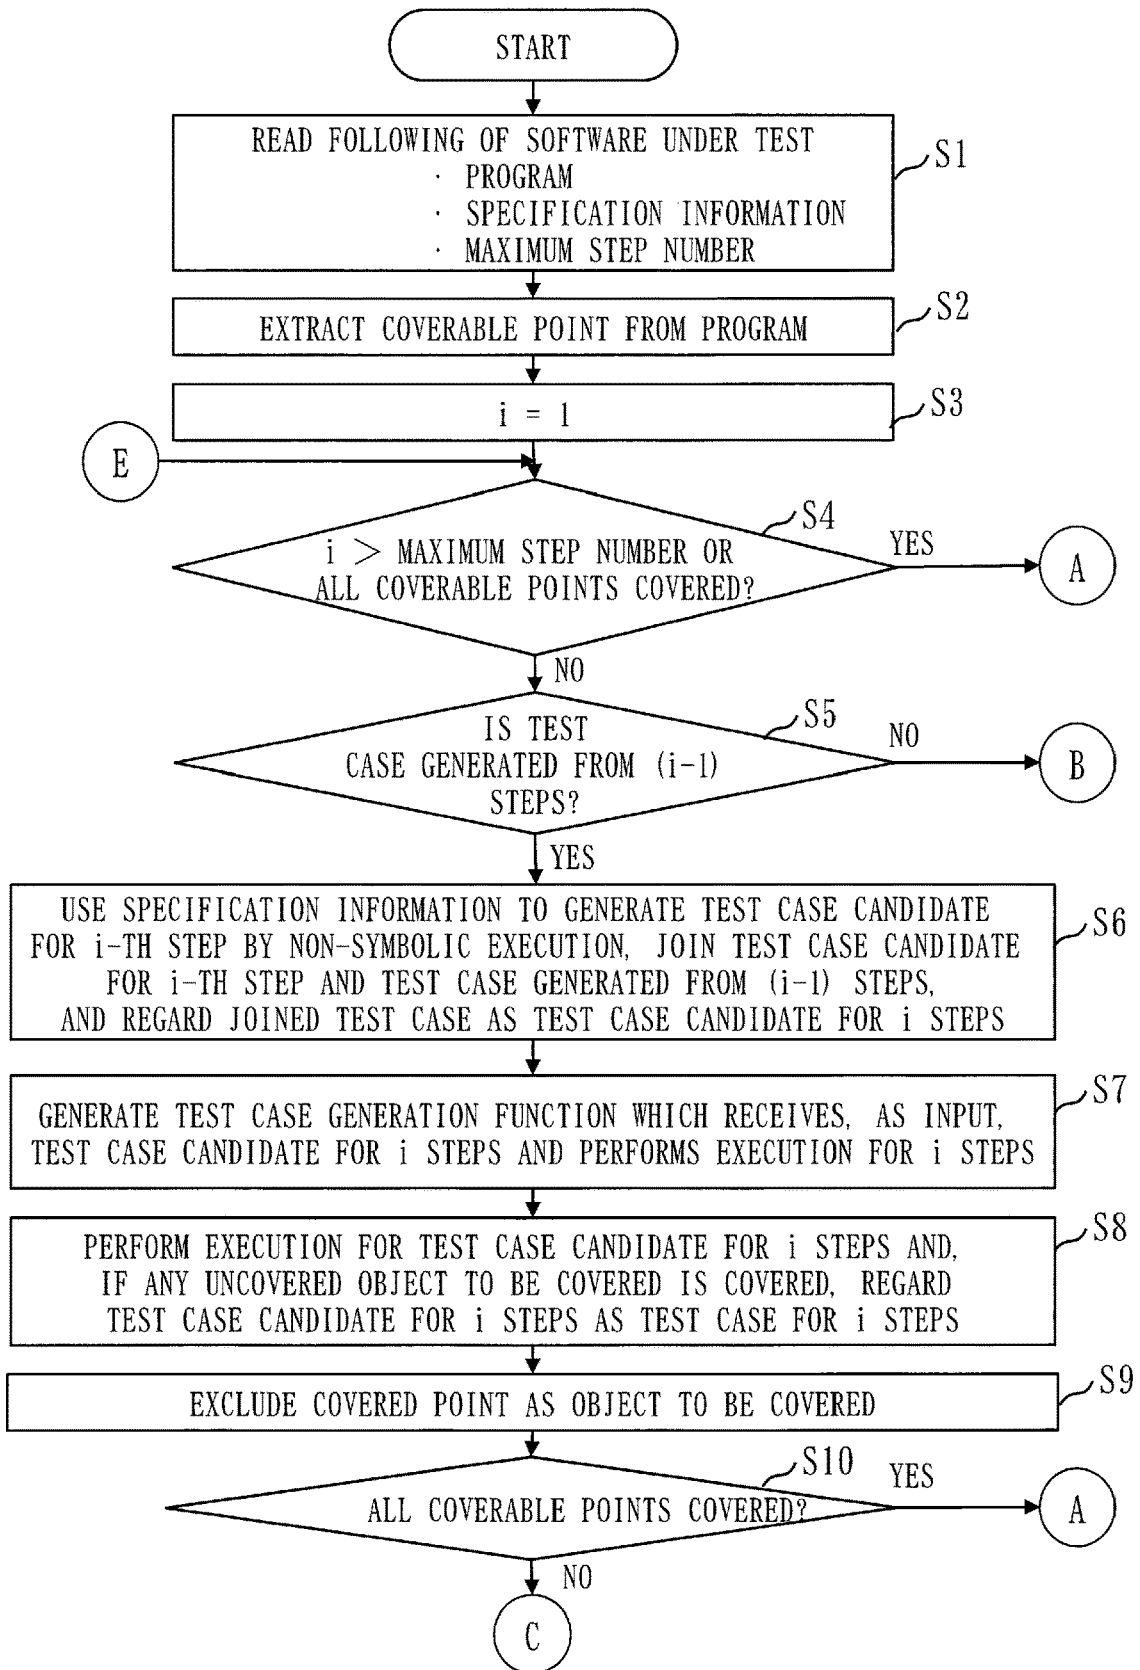 START
READ FOLLOWING OF SOFTWARE UNDER TEST
· PROGRAM
· SPECIFICATION INFORMATION
· MAXIMUM STEP NUMBER
S1
EXTRACT COVERABLE POINT FROM PROGRAM
S2
i = 1
S3
E
i > MAXIMUM STEP NUMBER OR
ALL COVERABLE POINTS COVERED?
S4
YES
A
NO
IS TEST
CASE GENERATED FROM (i-1)
STEPS?
S5
NO
B
YES
USE SPECIFICATION INFORMATION TO GENERATE TEST CASE CANDIDATE
FOR i-TH STEP BY NON-SYMBOLIC EXECUTION, JOIN TEST CASE CANDIDATE
FOR i-TH STEP AND TEST CASE GENERATED FROM (i-1) STEPS,
AND REGARD JOINED TEST CASE AS TEST CASE CANDIDATE FOR i STEPS
S6
GENERATE TEST CASE GENERATION FUNCTION WHICH RECEIVES, AS INPUT,
TEST CASE CANDIDATE FOR i STEPS AND PERFORMS EXECUTION FOR i STEPS
S7
PERFORM EXECUTION FOR TEST CASE CANDIDATE FOR i STEPS AND,
IF ANY UNCOVERED OBJECT TO BE COVERED IS COVERED, REGARD
TEST CASE CANDIDATE FOR i STEPS AS TEST CASE FOR i STEPS
S8
EXCLUDE COVERED POINT AS OBJECT TO BE COVERED
S9
ALL COVERABLE POINTS COVERED?
S10
YES
A
NO
C